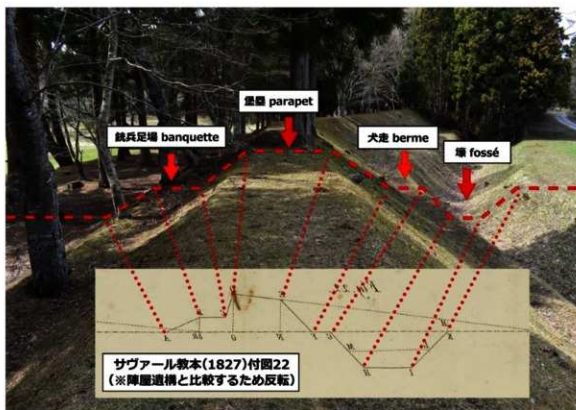 堡塁 parapet
銃兵足場 banquette
犬走 berme
壕 fossé
サヴァール教本(1827)付図22
(※陣屋遺構と比較するため反転)